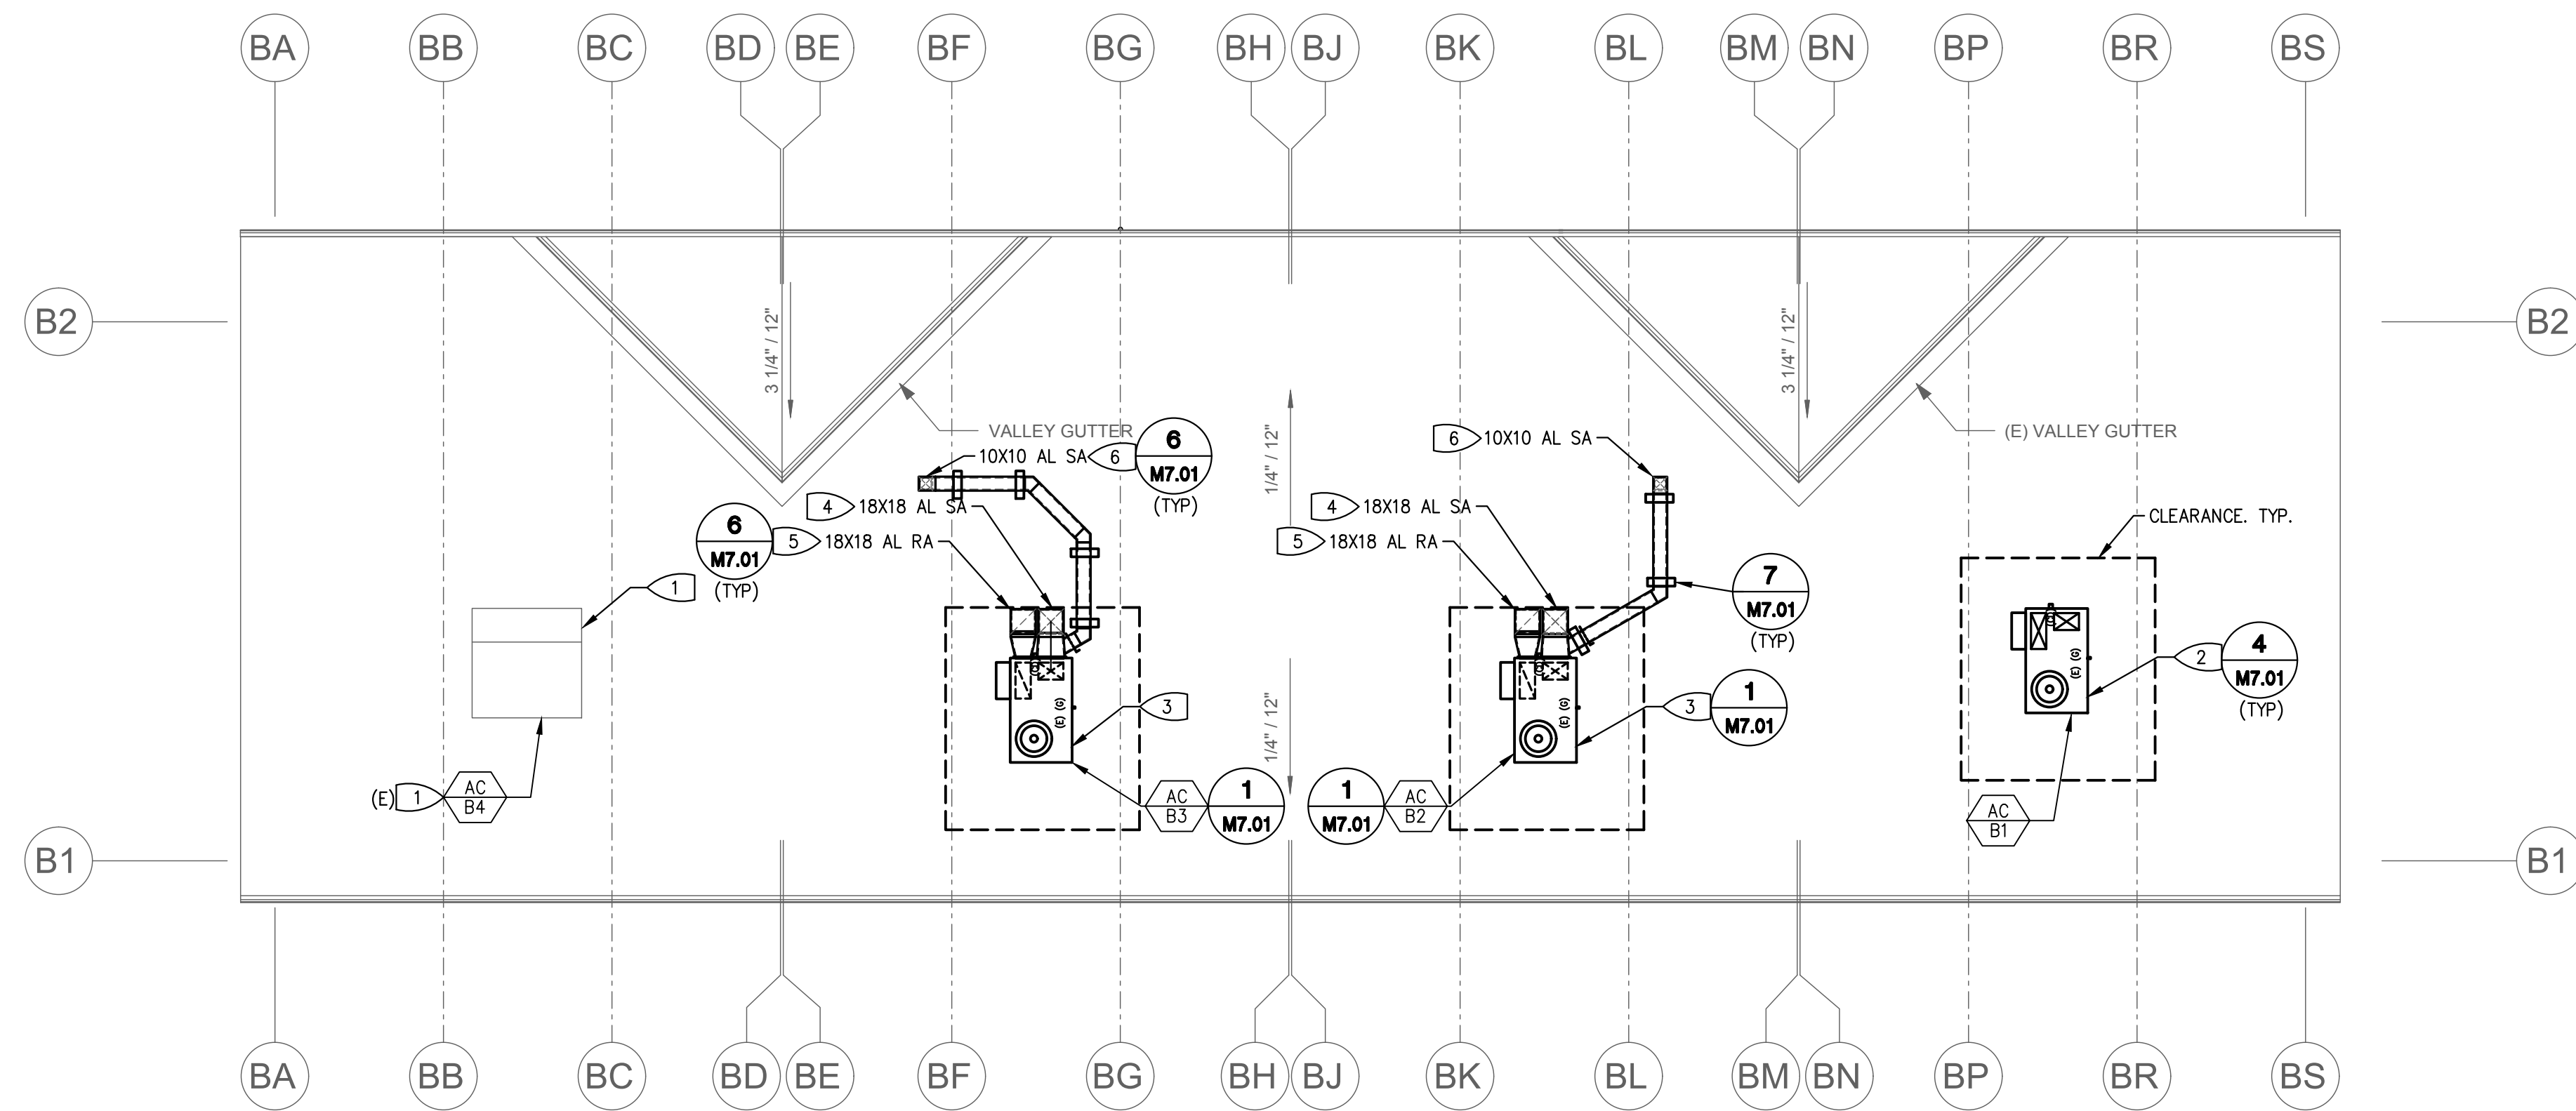 BA BB BC BD BE BF BG BH BJ BK BL BM BN BP BR BS
B2 B2
3 1/4" / 12"
3 1/4" / 12"
VALLEY GUTTER
(E) VALLEY GUTTER
10X10 AL SA 6
6
M7.01
(TYP)
6 10X10 AL SA
1/4" / 12"
4 18X18 AL SA
4 18X18 AL SA
6
M7.01
(TYP)
5 18X18 AL RA
5 18X18 AL RA
CLEARANCE. TYP.
1
7
M7.01
(TYP)
2
4
M7.01
(TYP)
(E) (G)
(E) (G)
(E) (G)
3
3
1
M7.01
1/4" / 12"
(E) 1
AC
B4
AC
B3
1
M7.01
1
M7.01
AC
B2
AC
B1
B1 B1
BA BB BC BD BE BF BG BH BJ BK BL BM BN BP BR BS